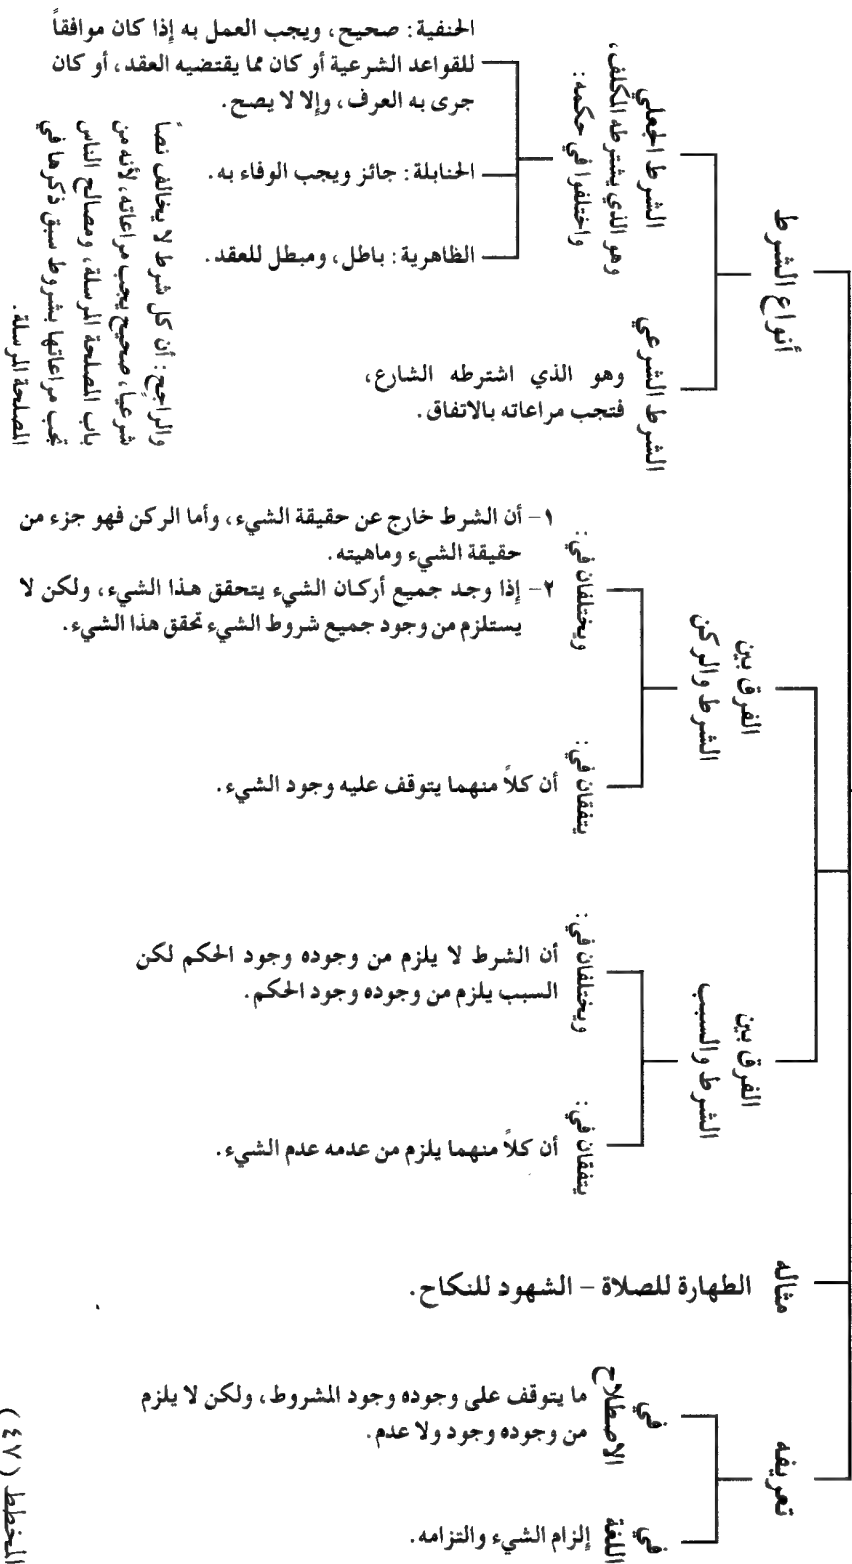 المخطط ( ٤٧ )
تعريفه
في
اللغة
إلزام الشيء والتزامه.
في
الاصطلاح
ما يتوقف على وجوده وجود المشروط، ولكن لا يلزم
من وجوده وجود ولا عدم.
مثاله
الطهارة للصلاة – الشهود للنكاح.
الفرق بين
الشرط والسبب
يتفقان في:
أن كلاً منهما يلزم من عدمه عدم الشيء.
ويختلفان في:
أن الشرط لا يلزم من وجوده وجود الحكم لكن
السبب يلزم من وجوده وجود الحكم.
الفرق بين
الشرط والركن
يتفقان في:
أن كلاً منهما يتوقف عليه وجود الشيء.
ويختلفان في:
١– أن الشرط خارج عن حقيقة الشيء، وأما الركن فهو جزء من
حقيقة الشيء وماهيته.
٢– إذا وجد جميع أركان الشيء يتحقق هذا الشيء، ولكن لا
يستلزم من وجود جميع شروط الشيء تحقق هذا الشيء.
أنواع الشرط
الشرط الشرعي
وهو الذي اشترطه الشارع،
فتجب مراعاته بالاتفاق.
الشرط الجعلي
وهو الذي يشترطه المكلف،
واختلفوا في حكمه:
الحنفية: صحيح، ويجب العمل به إذا كان موافقاً
للقواعد الشرعية أو كان مما يقتضيه العقد، أو كان
جرى به العرف، وإلا لا يصح.
الحنابلة: جائز ويجب الوفاء به.
الظاهرية: باطل، ومبطل للعقد.
والراجح: أن كل شرط لا يخالف نصاً
شرعيا، صحيح يجب مراعاته، لأنه من
باب المصلحة المرسلة، ومصالح الناس
تجب مراعاتها بشروط سبق ذكرها في
المصلحة المرسلة.